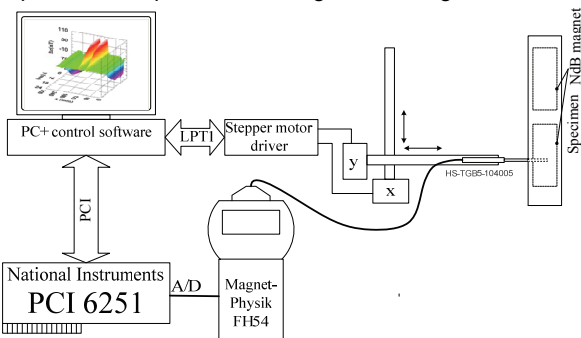 110
PC+ control software
LPT1
Stepper motor
driver
y
x
HS-TGB5-104005
Specimen
NdB magnet
PCI
National Instruments
PCI 6251
A/D
Magnet-
Physik
FH54